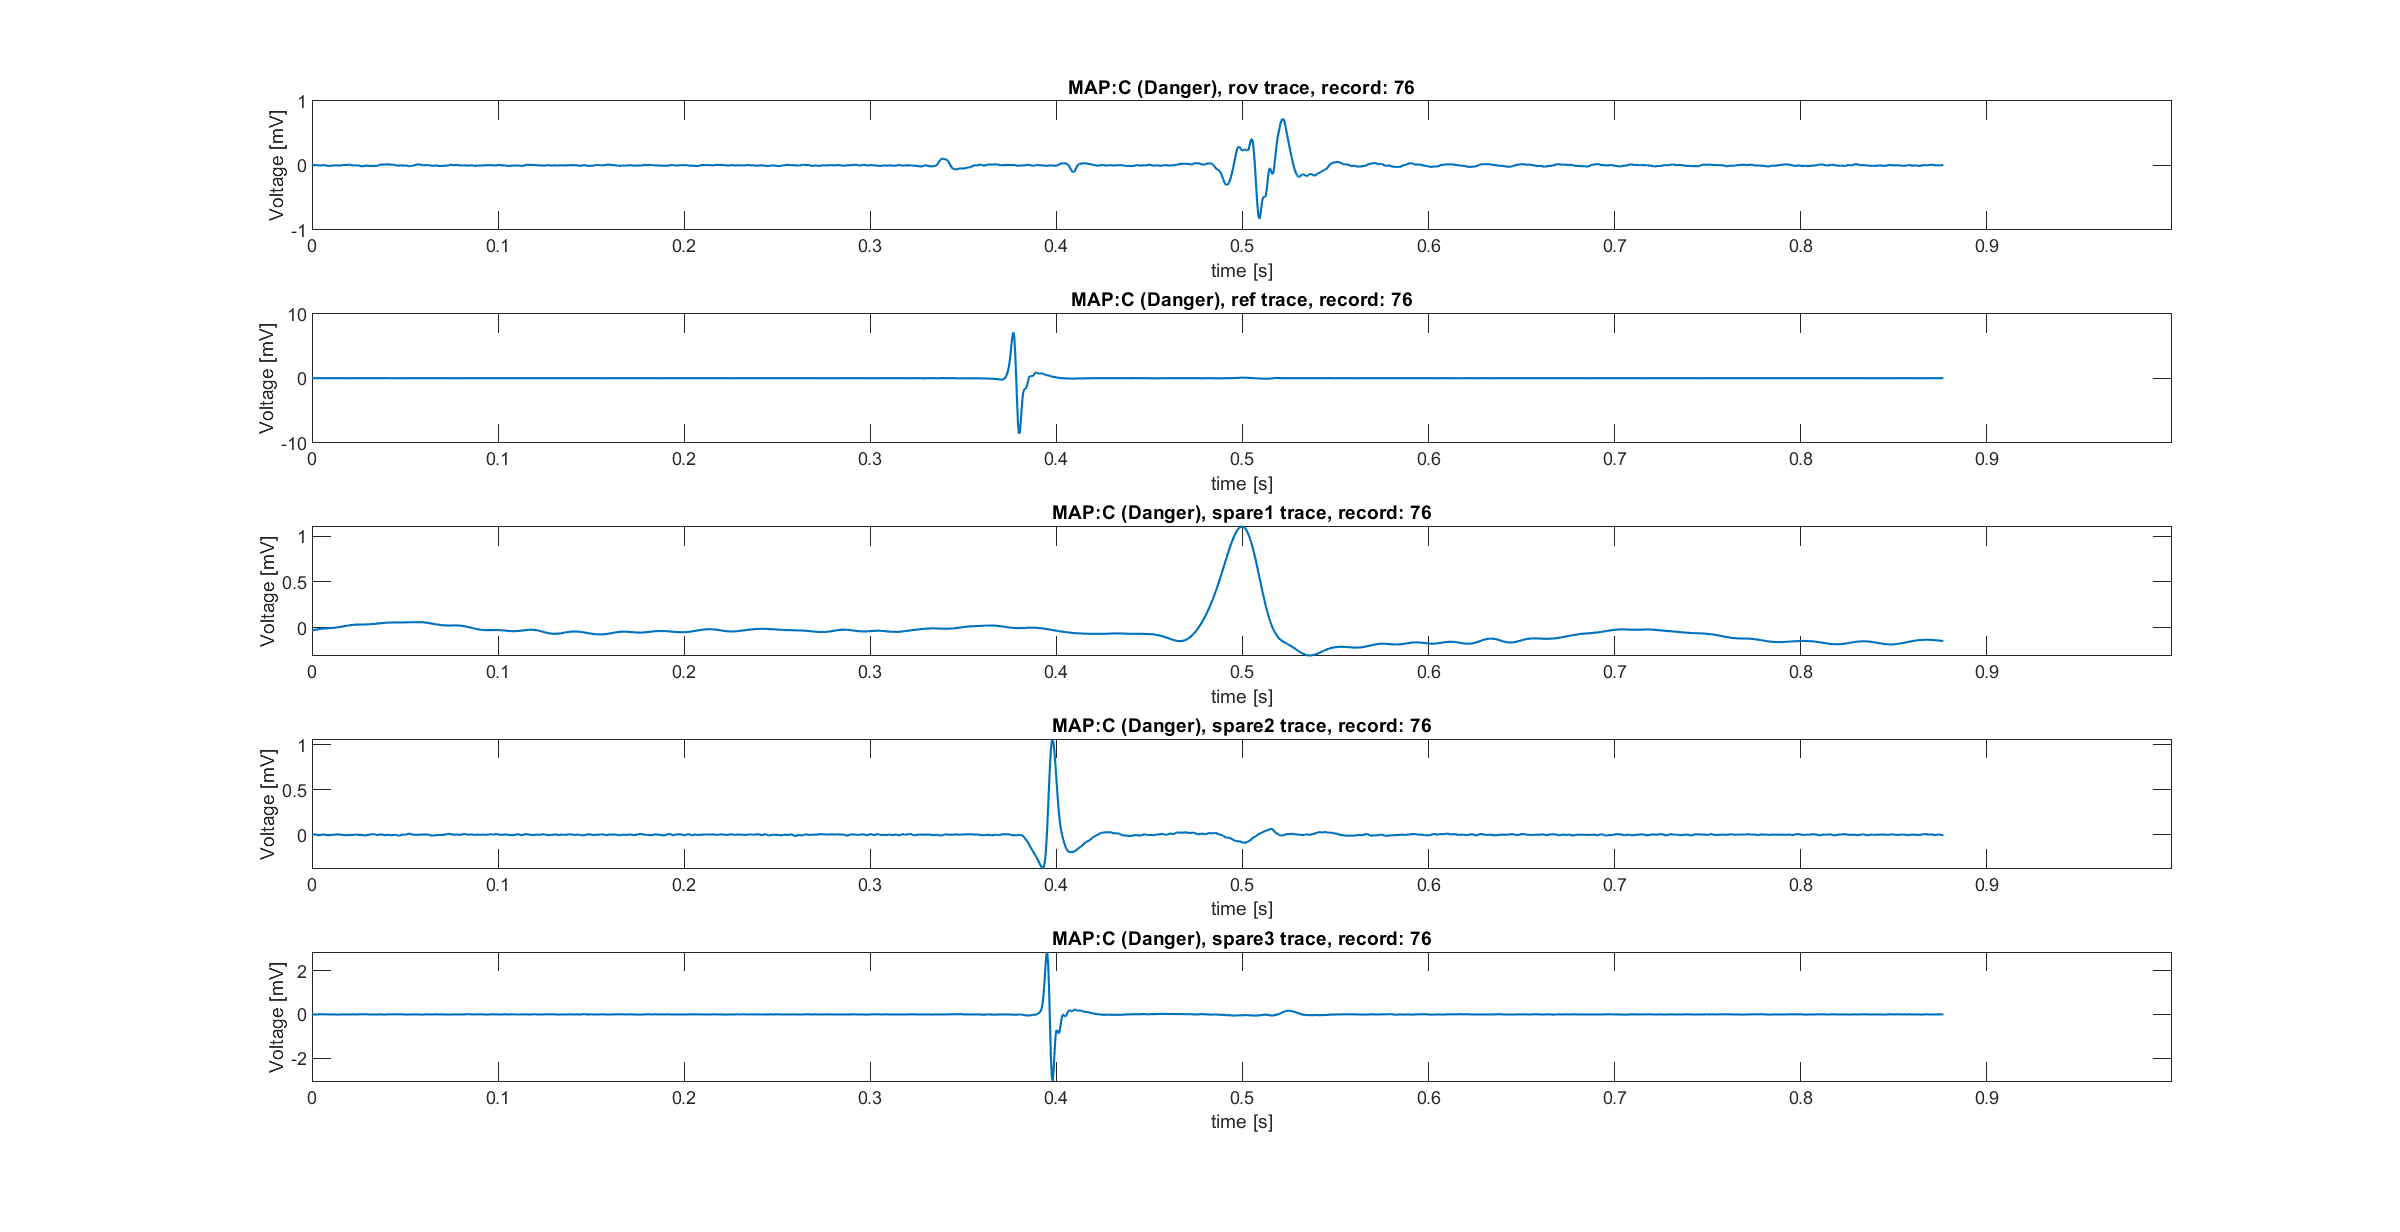 MAP:C (Danger), rov trace, record: 76
Voltage [mV]
1
0
-1
0 0.1 0.2 0.3 0.4 0.5 0.6 0.7 0.8 0.9
time [s]
MAP:C (Danger), ref trace, record: 76
Voltage [mV]
10
0
-10
0 0.1 0.2 0.3 0.4 0.5 0.6 0.7 0.8 0.9
time [s]
MAP:C (Danger), spare1 trace, record: 76
Voltage [mV]
1
0.5
0
0 0.1 0.2 0.3 0.4 0.5 0.6 0.7 0.8 0.9
time [s]
MAP:C (Danger), spare2 trace, record: 76
Voltage [mV]
1
0.5
0
0 0.1 0.2 0.3 0.4 0.5 0.6 0.7 0.8 0.9
time [s]
MAP:C (Danger), spare3 trace, record: 76
Voltage [mV]
2
0
-2
0 0.1 0.2 0.3 0.4 0.5 0.6 0.7 0.8 0.9
time [s]